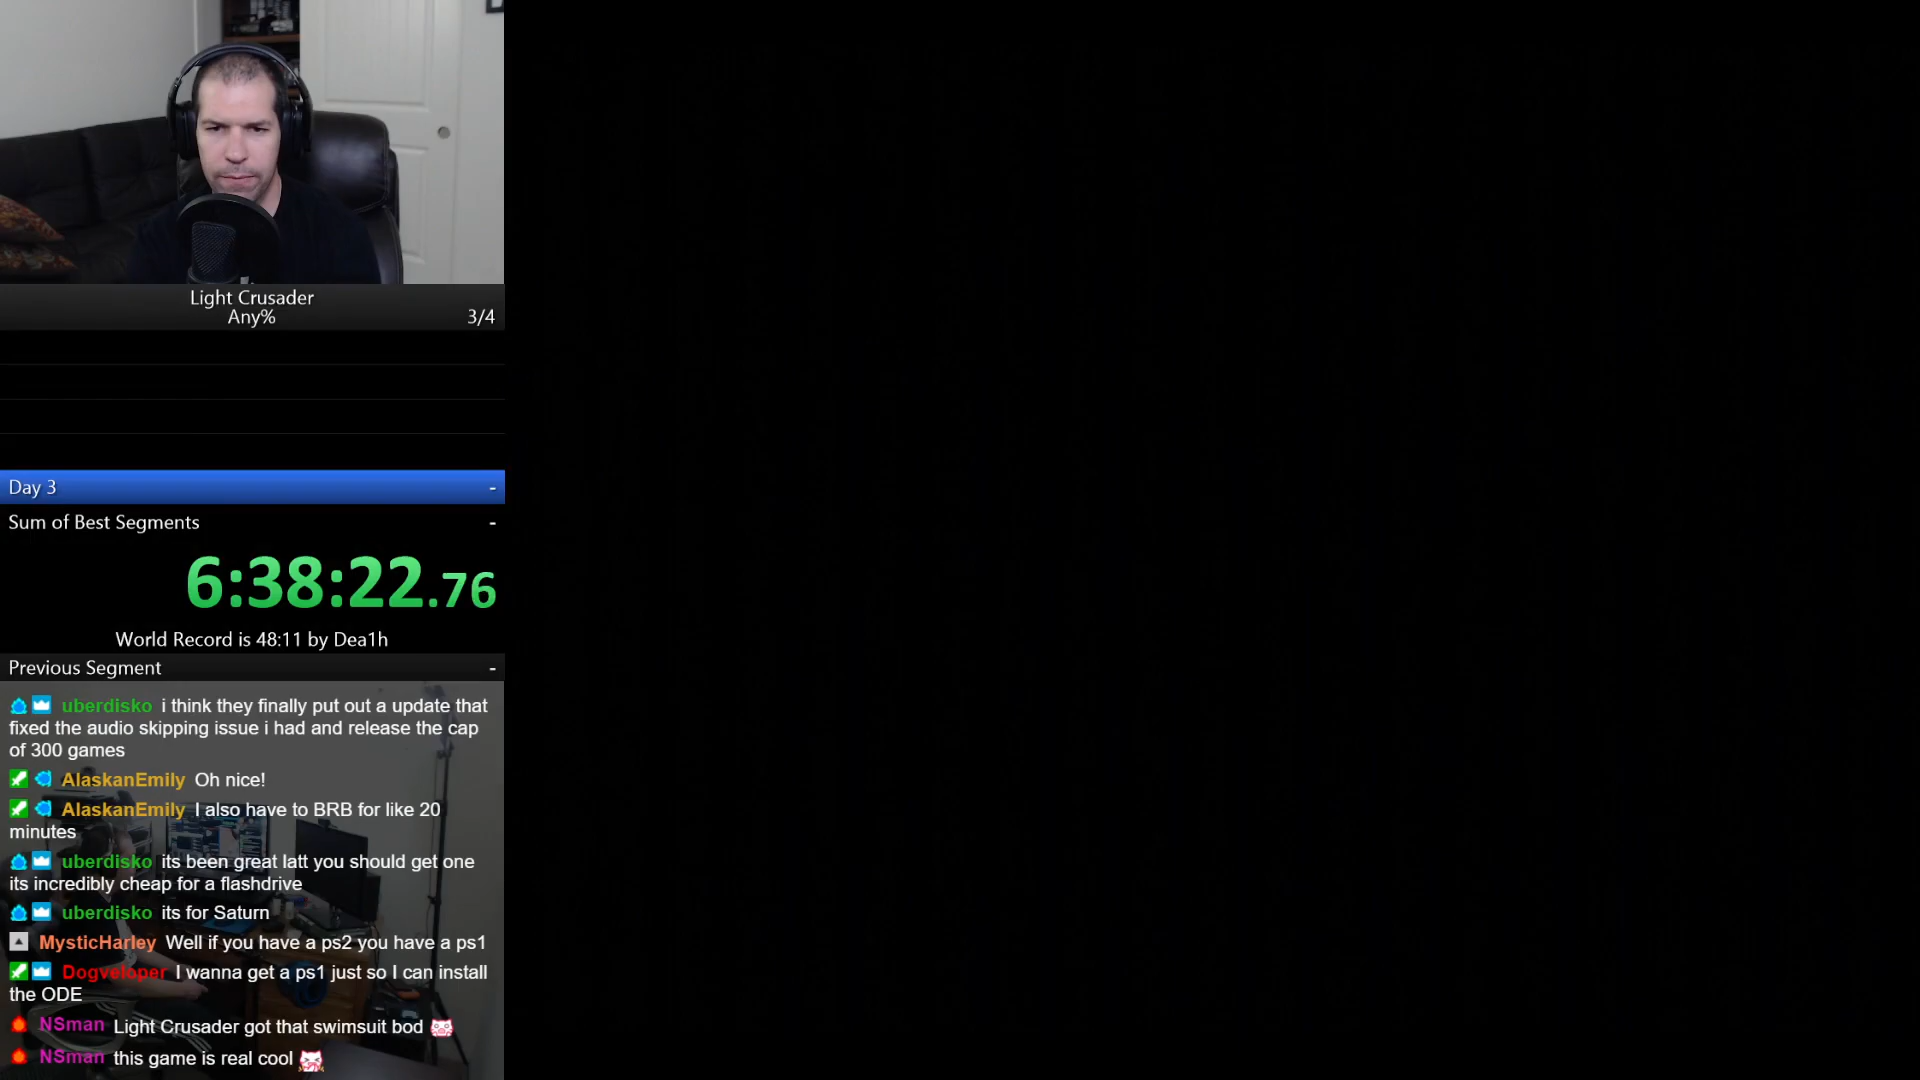 Light Crusader
Any%
3/4
Day 3 -
Sum of Best Segments -
6:38:22.76
World Record is 48:11 by Dea1h
Previous Segment -
uberdisko i think they finally put out a update that
fixed the audio skipping issue i had and release the cap
of 300 games
AlaskanEmily Oh nice!
AlaskanEmily I also have to BRB for like 20
minutes
uberdisko its been great latt you should get one
its incredibly cheap for a flashdrive
uberdisko its for Saturn
MysticHarley Well if you have a ps2 you have a ps1
Dogveloper I wanna get a ps1 just so I can install
the ODE
NSman Light Crusader got that swimsuit bod
NSman this game is real cool